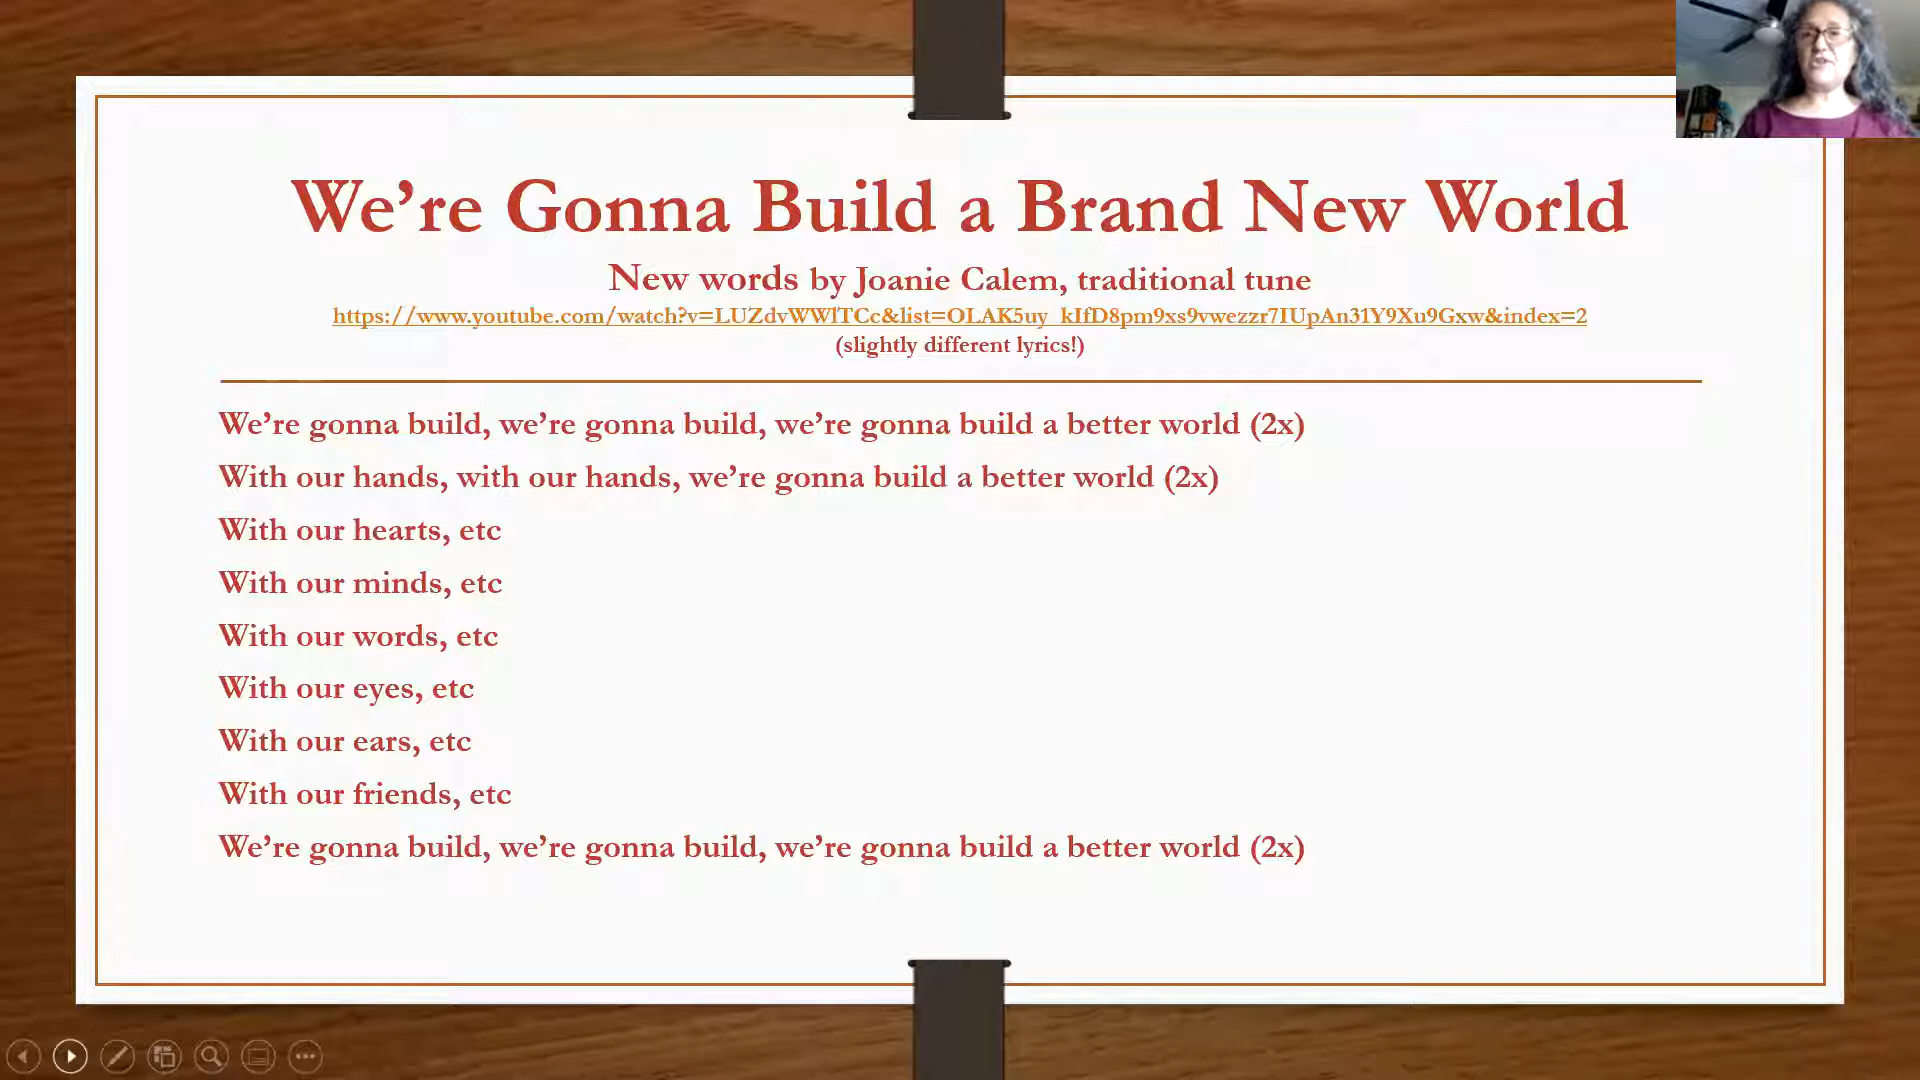 We're Gonna Build a Brand New World
New words by Joanie Calem, traditional tune
https://www.youtube.com/watch?v=LUZdvWWlTCc&list=OLAK5uy_kIfD8pm9xs9vwezzr7IUpAn31Y9Xu9Gxw&index=2
(slightly different lyrics!)
We're gonna build, we're gonna build, we're gonna build a better world (2x)
With our hands, with our hands, we're gonna build a better world (2x)
With our hearts, etc
With our minds, etc
With our words, etc
With our eyes, etc
With our ears, etc
With our friends, etc
We're gonna build, we're gonna build, we're gonna build a better world (2x)